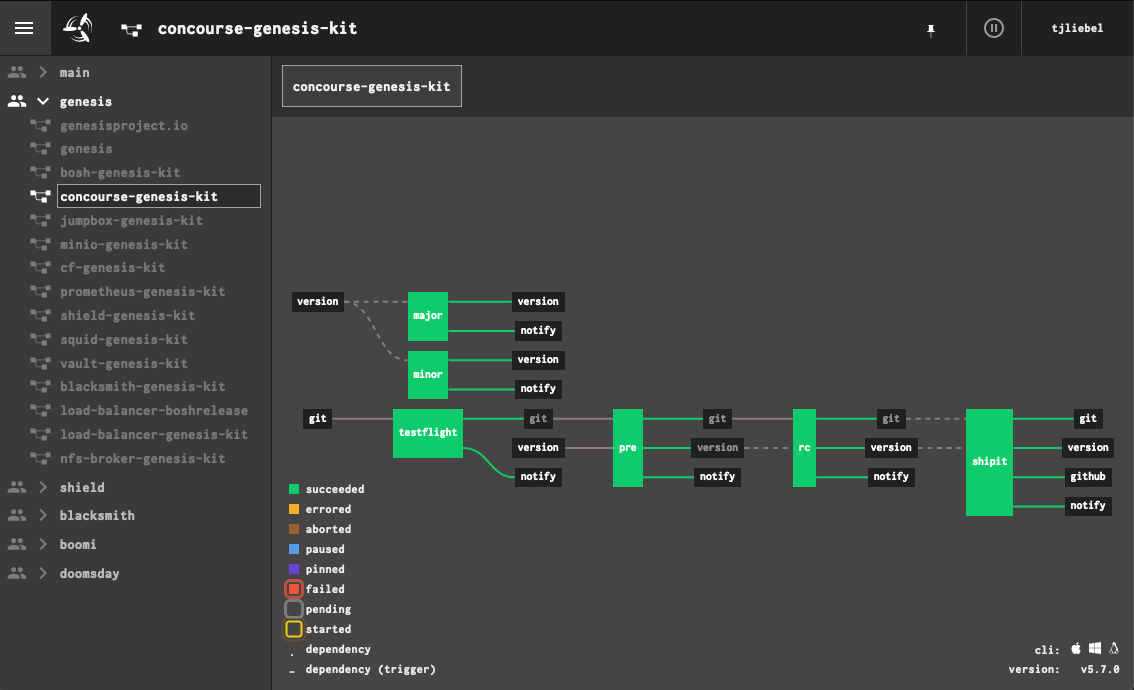 concourse-genesis-kit
tjliebel
main
genesis
genesisproject.io
genesis
bosh-genesis-kit
concourse-genesis-kit
jumpbox-genesis-kit
minio-genesis-kit
cf-genesis-kit
prometheus-genesis-kit
shield-genesis-kit
squid-genesis-kit
vault-genesis-kit
blacksmith-genesis-kit
load-balancer-boshrelease
load-balancer-genesis-kit
nfs-broker-genesis-kit
shield
blacksmith
boomi
doomsday
concourse-genesis-kit
version major version
notify
minor version
notify
git testflight git pre git rc git shipit git
version version version version
notify notify notify github
notify
succeeded
errored
aborted
paused
pinned
failed
pending
started
. dependency
– dependency (trigger)
cli:
version: v5.7.0